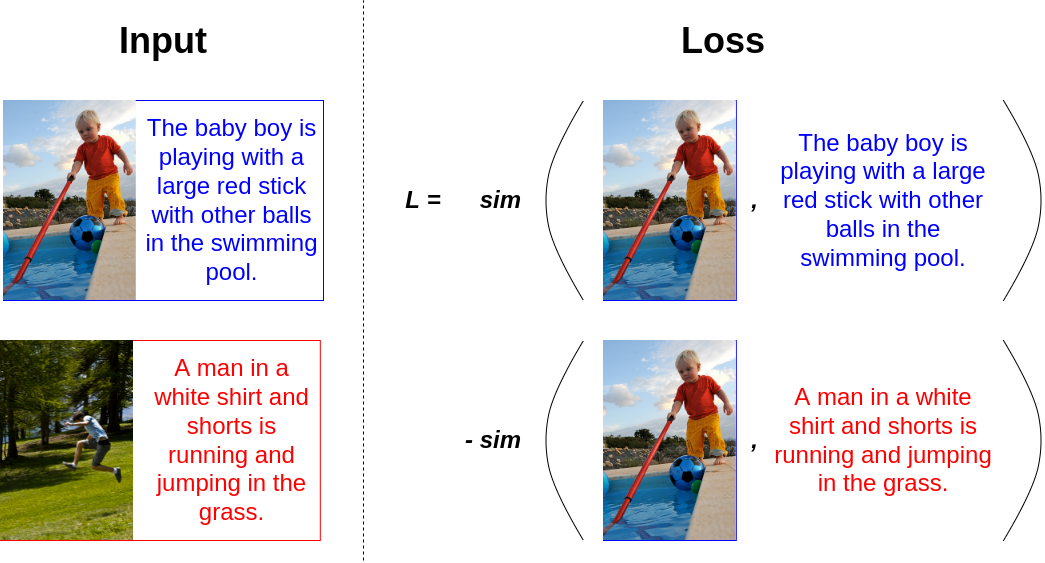 Input
Loss
The baby boy is
playing with a
large red stick
with other balls
in the swimming
pool.
L = sim
,
The baby boy is
playing with a large
red stick with other
balls in the
swimming pool.
A man in a
white shirt and
shorts is
running and
jumping in the
grass.
- sim
,
A man in a white
shirt and shorts is
running and jumping
in the grass.